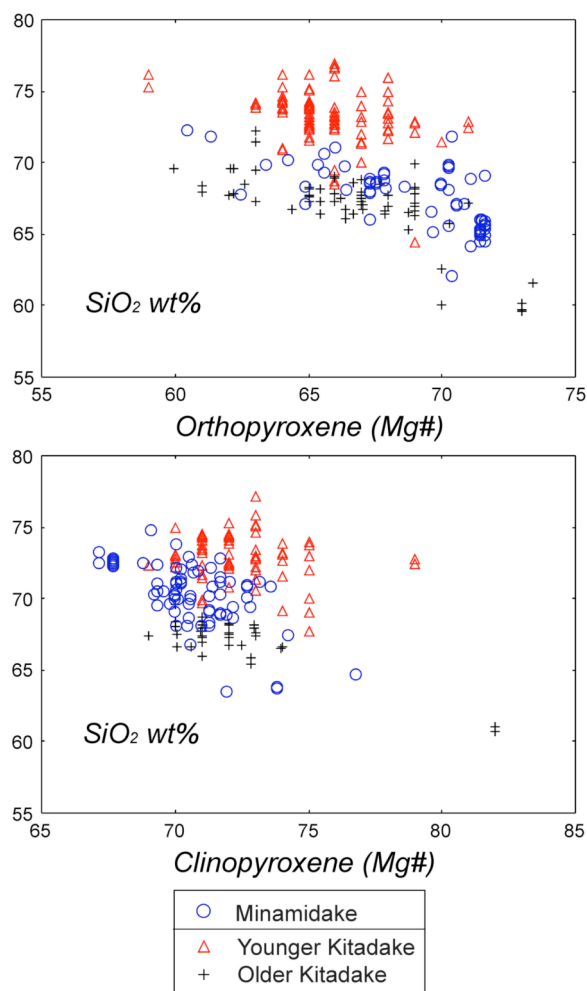 80
75
70
65
60
55
SiO2 wt%
55 60 65 70 75
Orthopyroxene (Mg#)
80
75
70
65
60
55
SiO2 wt%
65 70 75 80 85
Clinopyroxene (Mg#)
Minamidake
Younger Kitadake
Older Kitadake